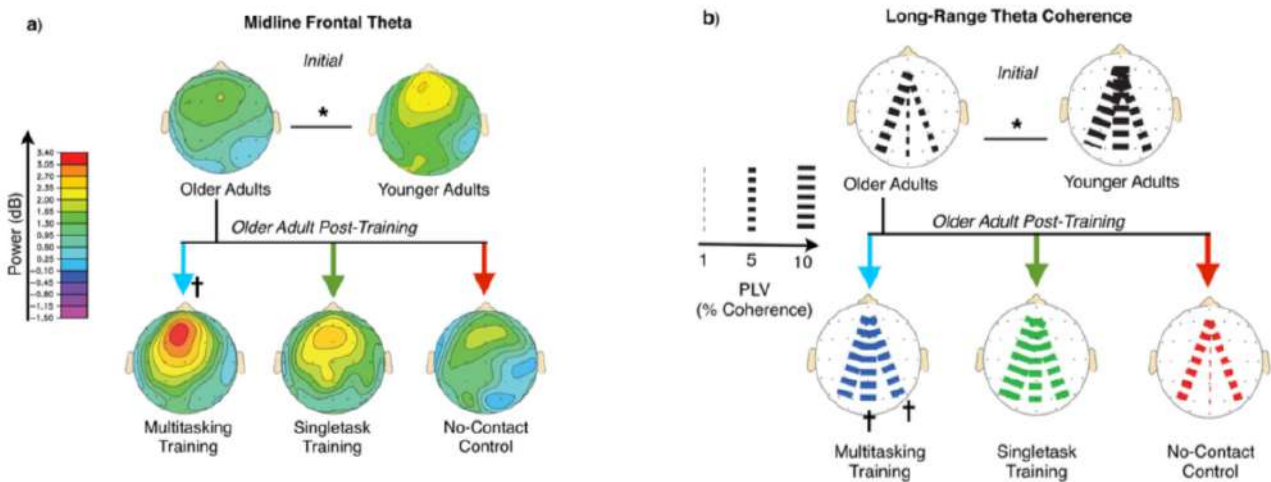 a)
Midline Frontal Theta
Initial
*
Older Adults
Younger Adults
Older Adult Post-Training
Power (dB)
3.40
3.05
2.70
2.35
2.00
1.65
1.30
0.95
0.60
0.25
-0.10
-0.45
-0.80
-1.15
-1.50
†
Multitasking
Training
Singletask
Training
No-Contact
Control
b)
Long-Range Theta Coherence
Initial
*
Older Adults
Younger Adults
Older Adult Post-Training
1 5 10
PLV
(% Coherence)
† †
Multitasking
Training
Singletask
Training
No-Contact
Control